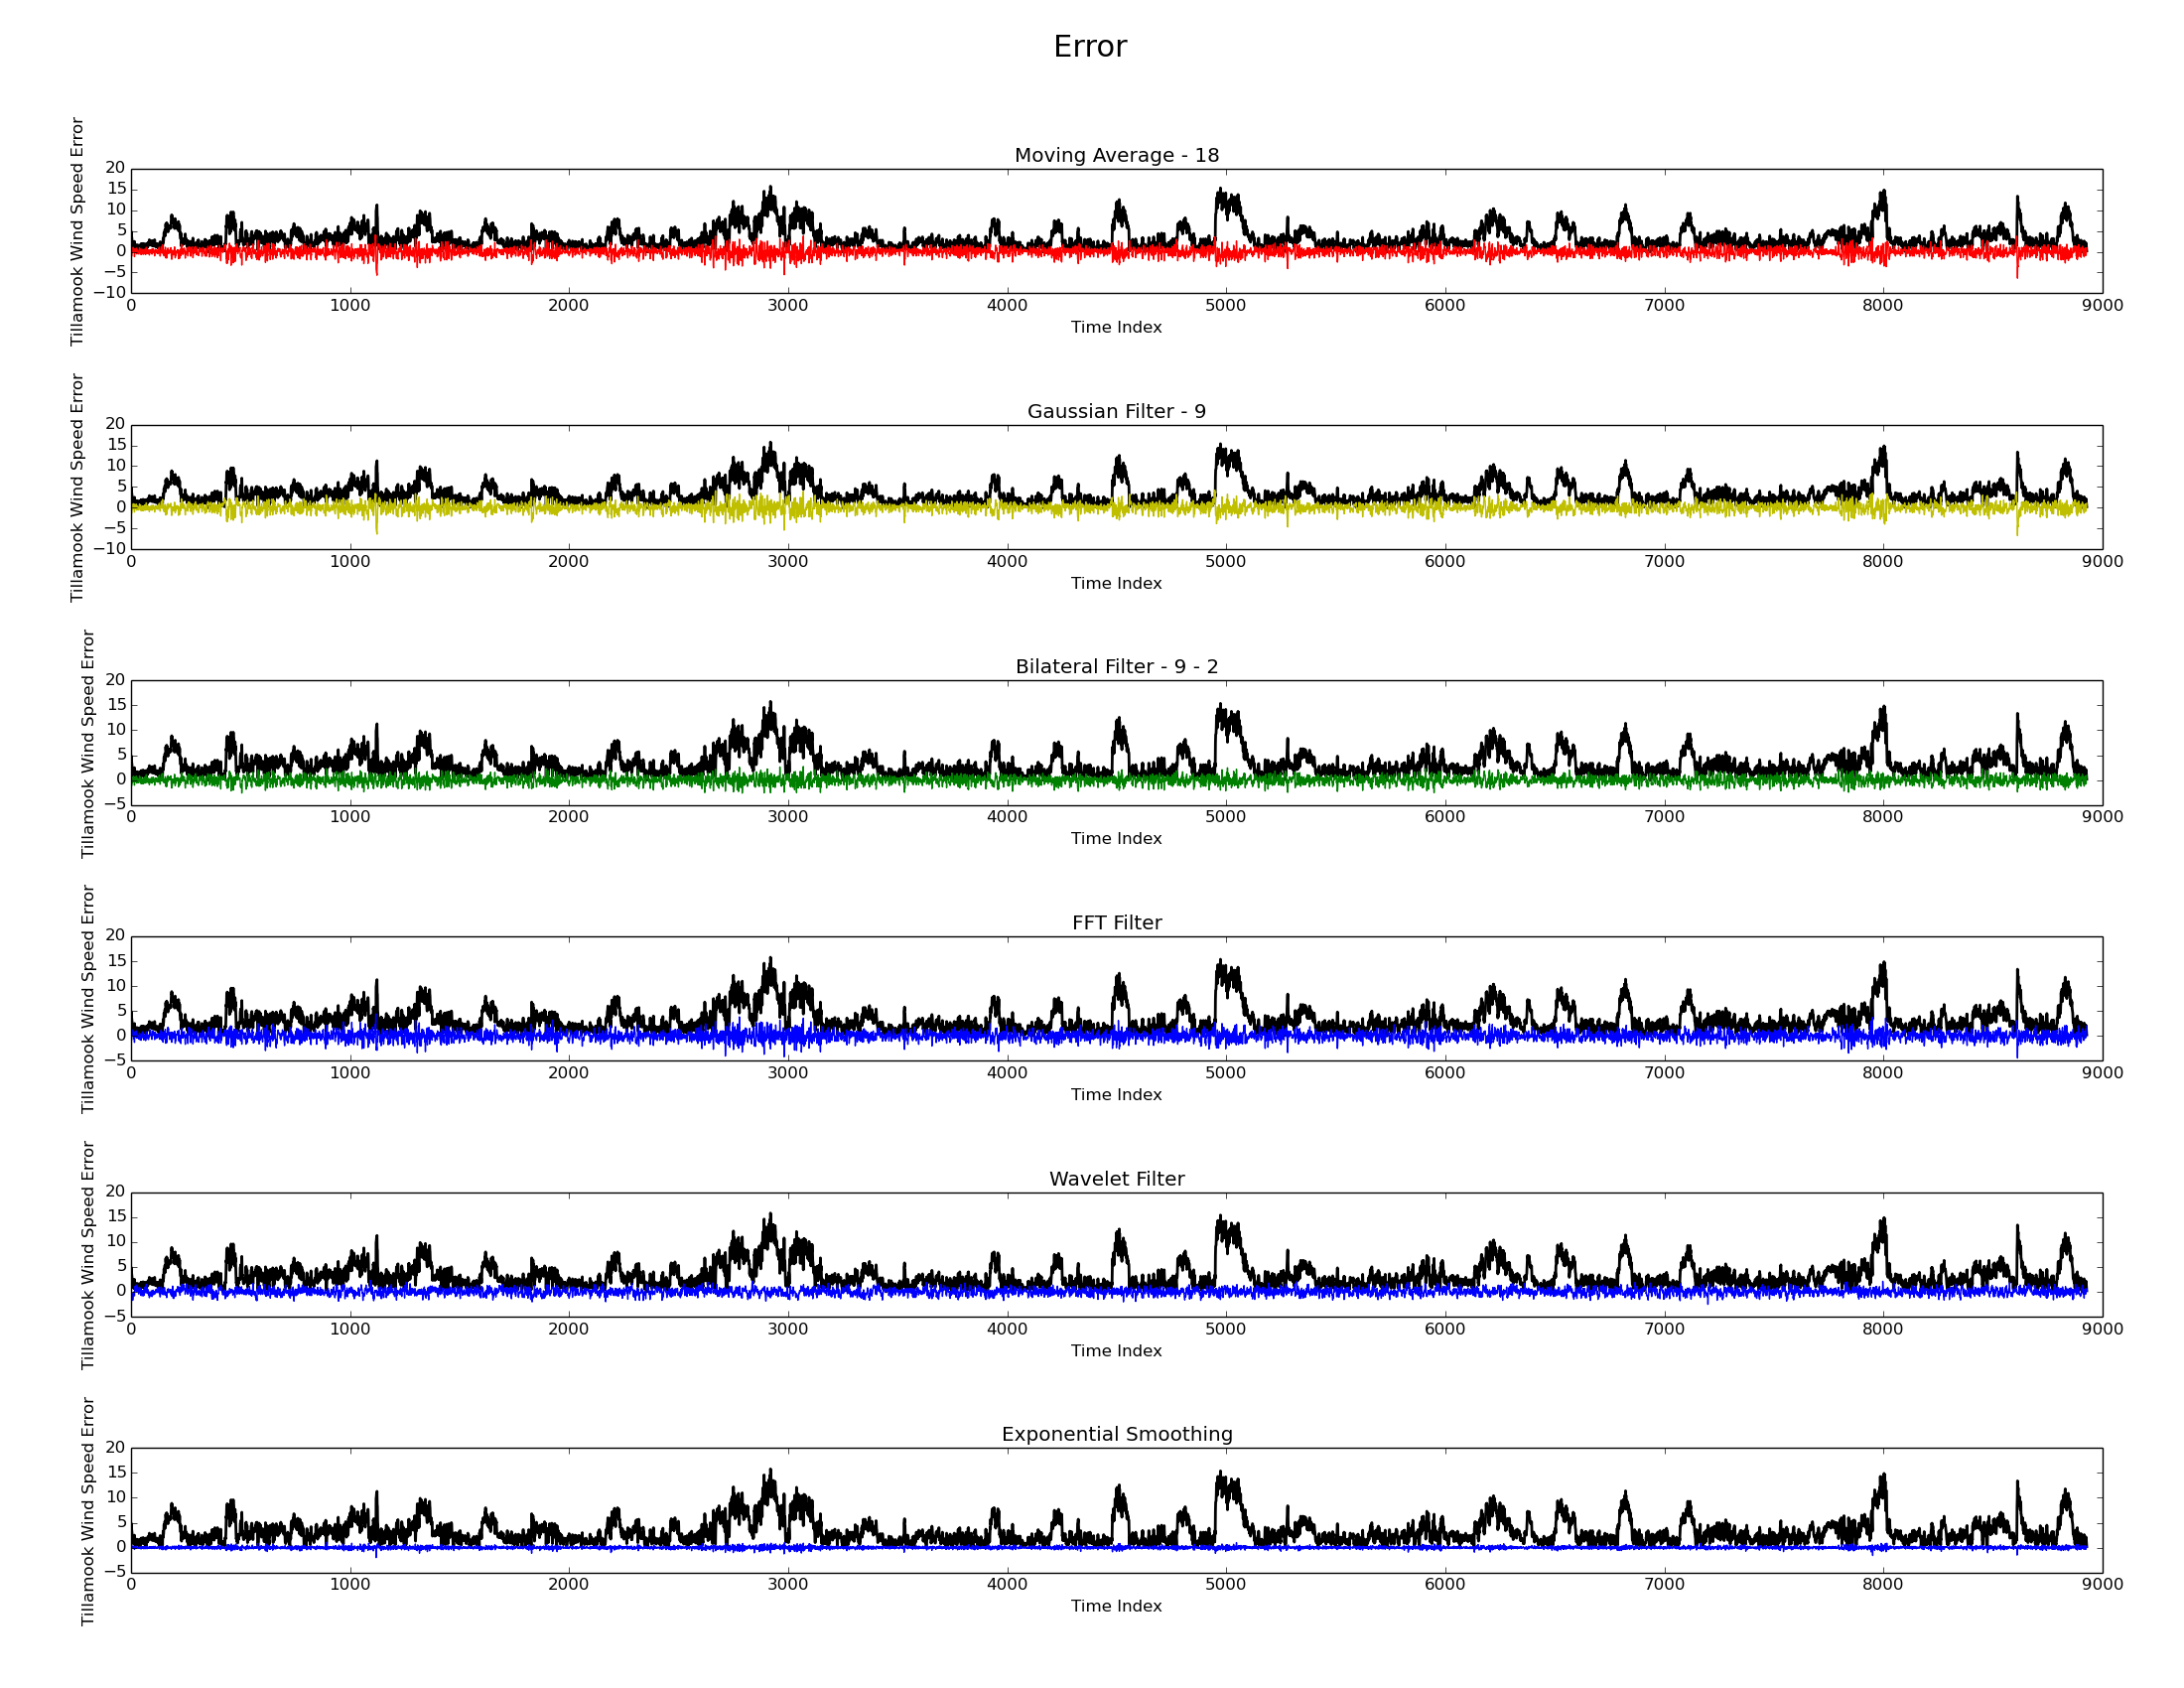 Error
Moving Average - 18
Tillamook Wind Speed Error
20
15
10
5
0
−5
−10
0 1000 2000 3000 4000 5000 6000 7000 8000 9000
Time Index
Gaussian Filter - 9
Tillamook Wind Speed Error
20
15
10
5
0
−5
−10
0 1000 2000 3000 4000 5000 6000 7000 8000 9000
Time Index
Bilateral Filter - 9 - 2
Tillamook Wind Speed Error
20
15
10
5
0
−5
0 1000 2000 3000 4000 5000 6000 7000 8000 9000
Time Index
FFT Filter
Tillamook Wind Speed Error
20
15
10
5
0
−5
0 1000 2000 3000 4000 5000 6000 7000 8000 9000
Time Index
Wavelet Filter
Tillamook Wind Speed Error
20
15
10
5
0
−5
0 1000 2000 3000 4000 5000 6000 7000 8000 9000
Time Index
Exponential Smoothing
Tillamook Wind Speed Error
20
15
10
5
0
−5
0 1000 2000 3000 4000 5000 6000 7000 8000 9000
Time Index